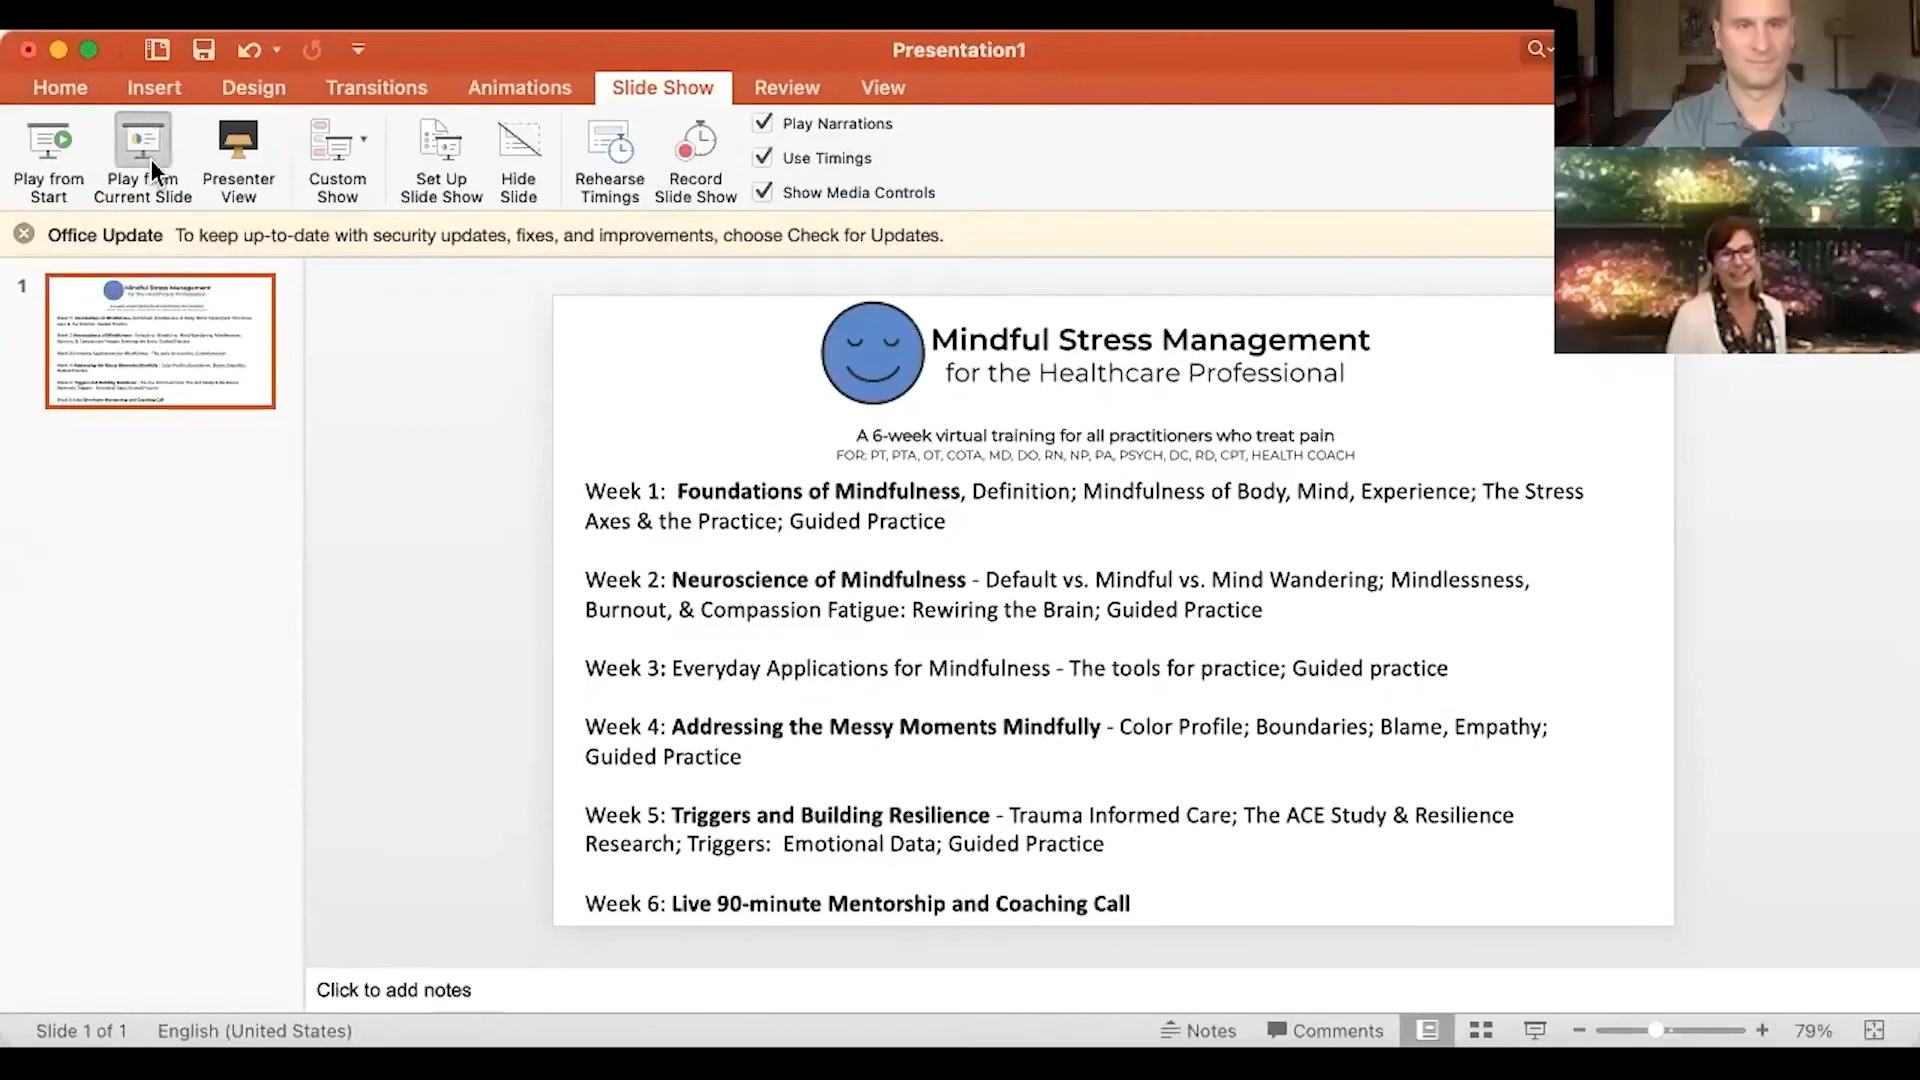 Presentation1
Home Insert Design Transitions Animations Slide Show Review View
Play from Start
Play from Current Slide
Presenter View
Custom Show
Set Up Slide Show
Hide Slide
Rehearse Timings
Record Slide Show
Play Narrations
Use Timings
Show Media Controls
Office Update To keep up-to-date with security updates, fixes, and improvements, choose Check for Updates.
1
Mindful Stress Management
for the Healthcare Professional
A 6-week virtual training for all practitioners who treat pain
FOR: PT, PTA, OT, COTA, MD, DO, RN, NP, PA, PSYCH, DC, RD, CPT, HEALTH COACH
Week 1:  Foundations of Mindfulness, Definition; Mindfulness of Body, Mind, Experience; The Stress
Axes & the Practice; Guided Practice
Week 2: Neuroscience of Mindfulness - Default vs. Mindful vs. Mind Wandering; Mindlessness,
Burnout, & Compassion Fatigue: Rewiring the Brain; Guided Practice
Week 3: Everyday Applications for Mindfulness - The tools for practice; Guided practice
Week 4: Addressing the Messy Moments Mindfully - Color Profile; Boundaries; Blame, Empathy;
Guided Practice
Week 5: Triggers and Building Resilience - Trauma Informed Care; The ACE Study & Resilience
Research; Triggers:  Emotional Data; Guided Practice
Week 6: Live 90-minute Mentorship and Coaching Call
Click to add notes
Slide 1 of 1 English (United States) Notes Comments 79%